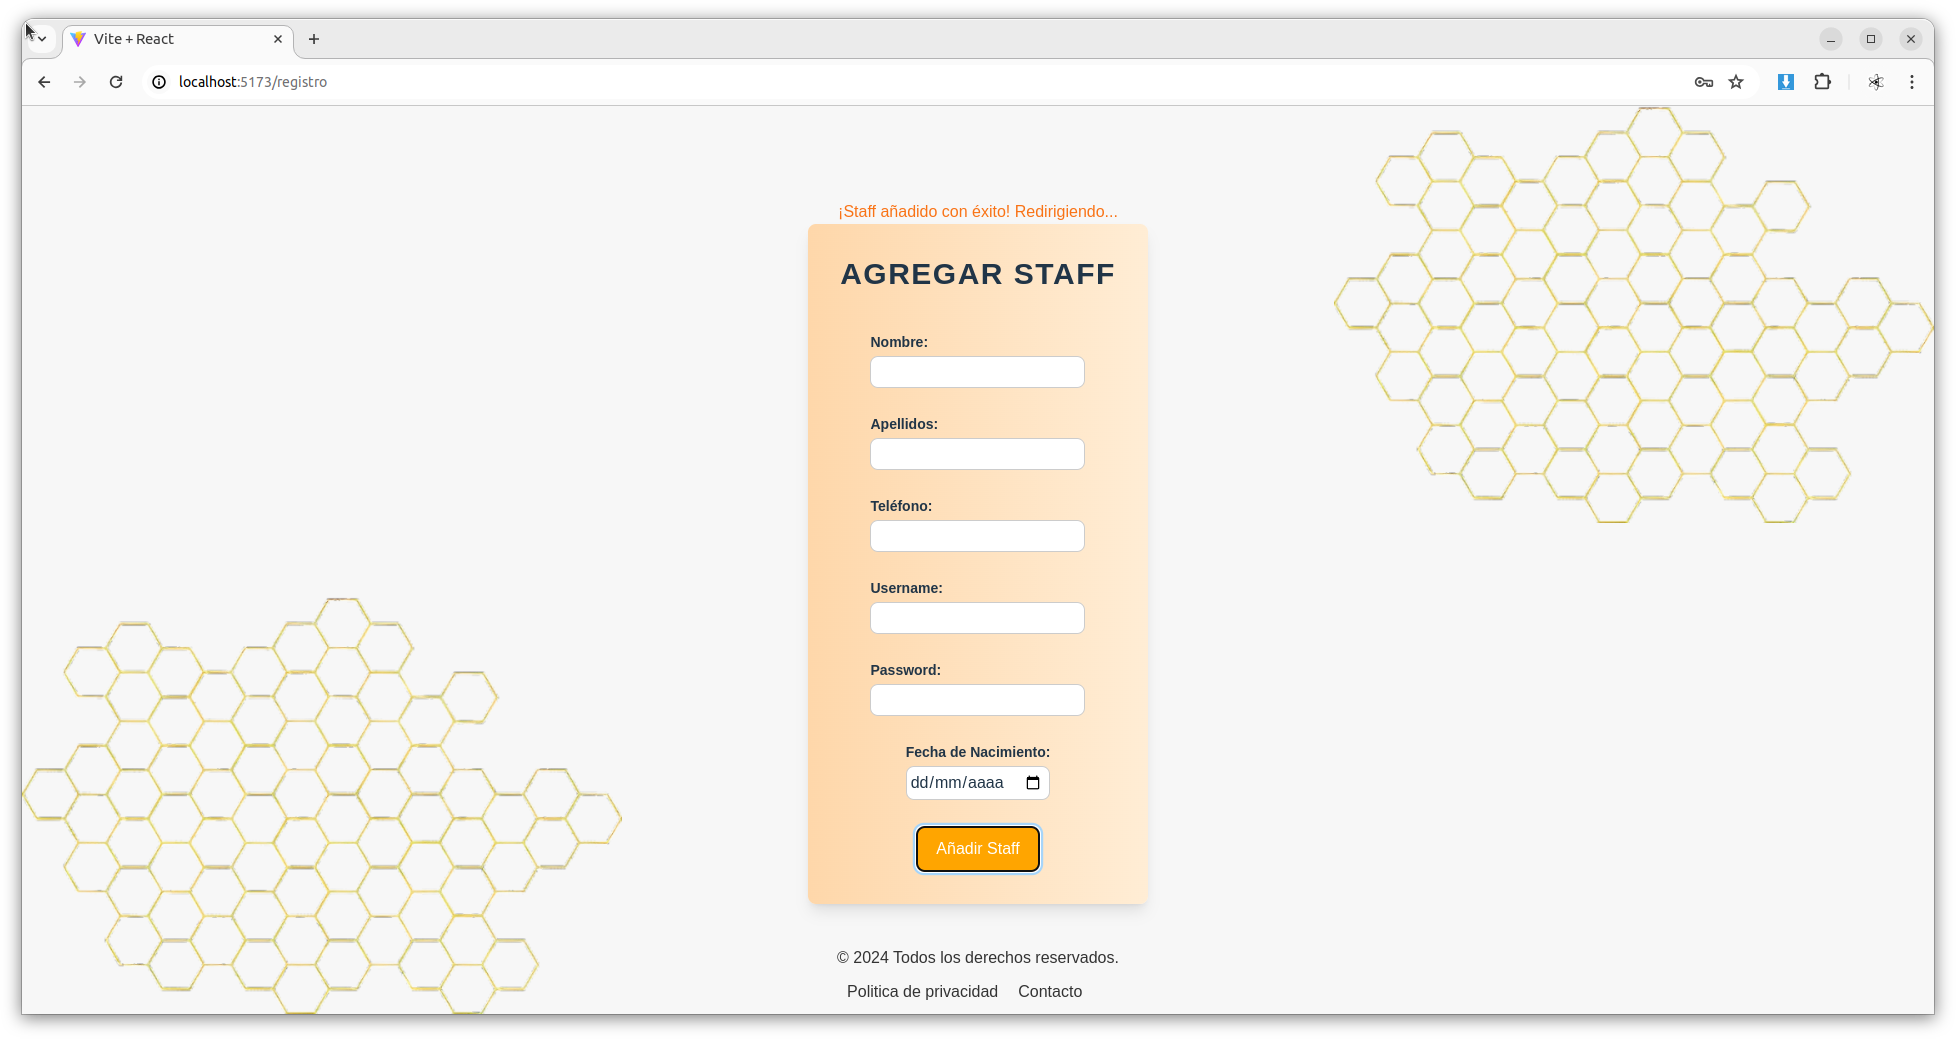 Vite + React
localhost:5173/registro
¡Staff añadido con éxito! Redirigiendo...
AGREGAR STAFF
Nombre:
Apellidos:
Teléfono:
Username:
Password:
Fecha de Nacimiento:
dd/mm/aaaa
Añadir Staff
© 2024 Todos los derechos reservados.
Politica de privacidad Contacto